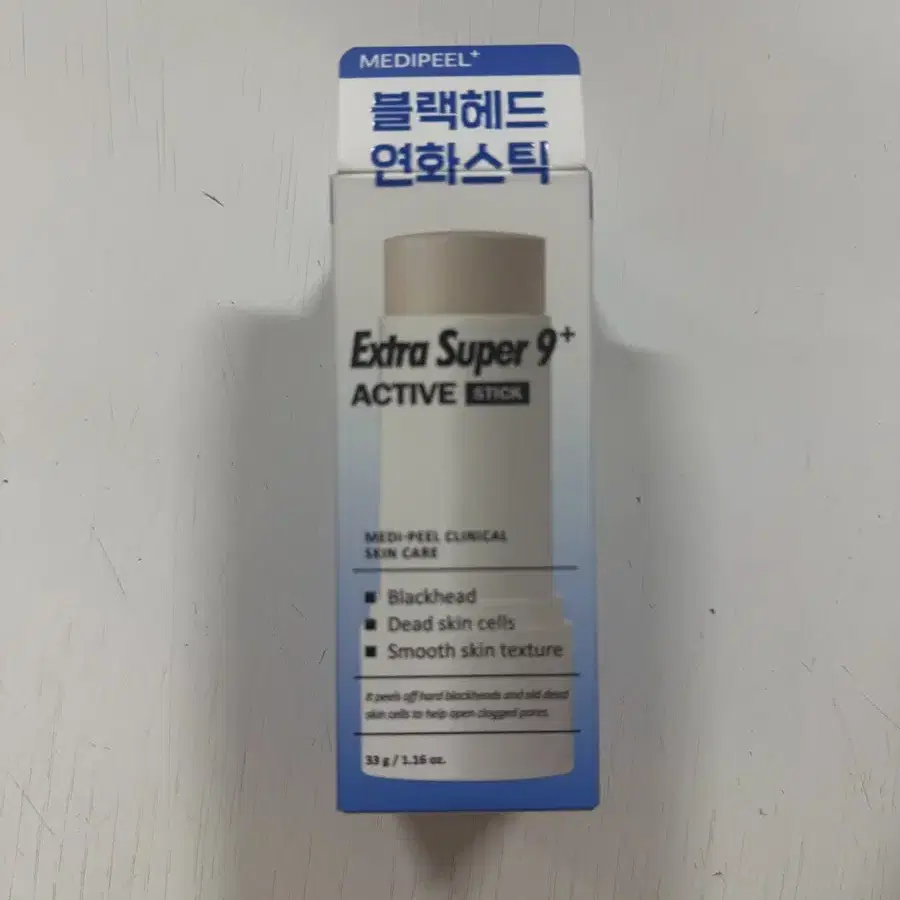 MEDIPEEL+
블랙헤드
연화스틱
Extra Super 9+
ACTIVE STICK
MEDI-PEEL CLINICAL
SKIN CARE
■ Blackhead
■ Dead skin cells
■ Smooth skin texture
It peels off hard blackheads and old dead
skin cells to help open clogged pores.
33 g / 1.16 oz.